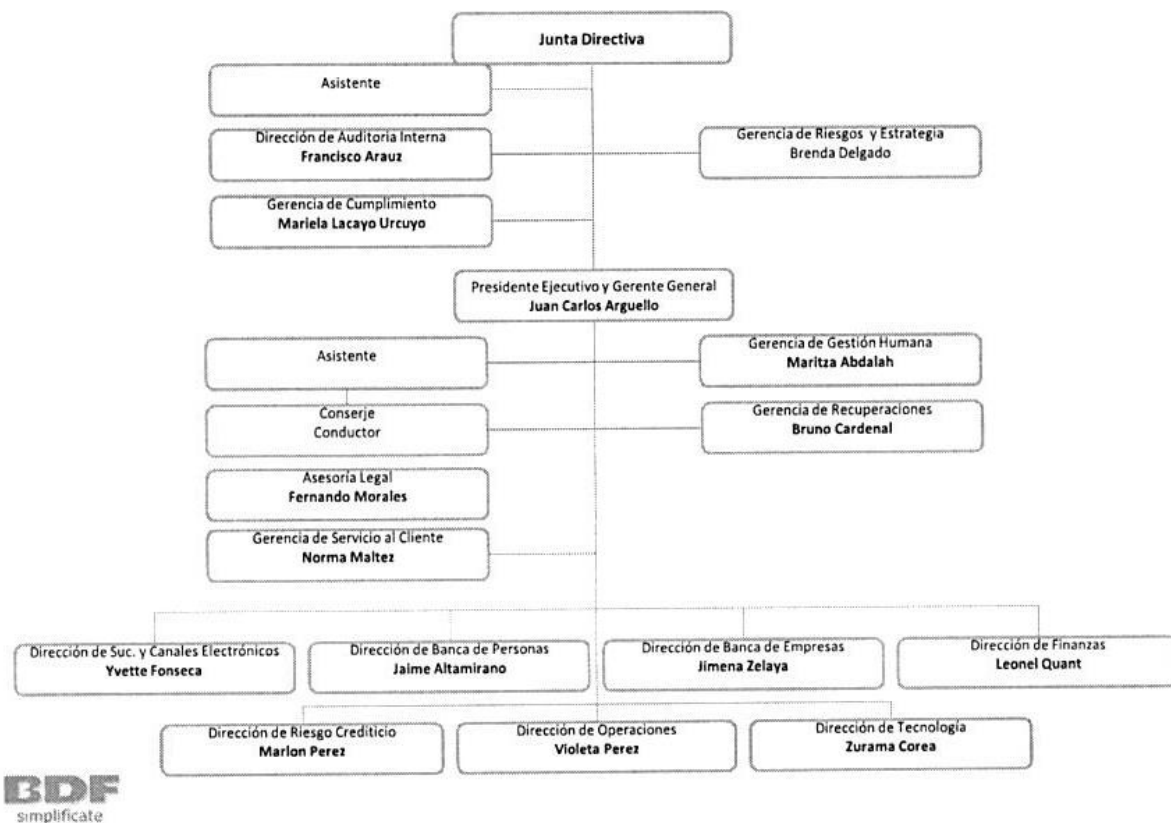 Junta Directiva
Asistente
Dirección de Auditoria Interna
Francisco Arauz
Gerencia de Riesgos y Estrategia
Brenda Delgado
Gerencia de Cumplimiento
Mariela Lacayo Urcuyo
Presidente Ejecutivo y Gerente General
Juan Carlos Arguello
Asistente
Gerencia de Gestión Humana
Maritza Abdalah
Conserje
Conductor
Gerencia de Recuperaciones
Bruno Cardenal
Asesoría Legal
Fernando Morales
Gerencia de Servicio al Cliente
Norma Maltez
Dirección de Suc. y Canales Electrónicos
Yvette Fonseca
Dirección de Banca de Personas
Jaime Altamirano
Dirección de Banca de Empresas
Jimena Zelaya
Dirección de Finanzas
Leonel Quant
Dirección de Riesgo Crediticio
Marlon Perez
Dirección de Operaciones
Violeta Perez
Dirección de Tecnología
Zurama Corea
BDF
simplificate